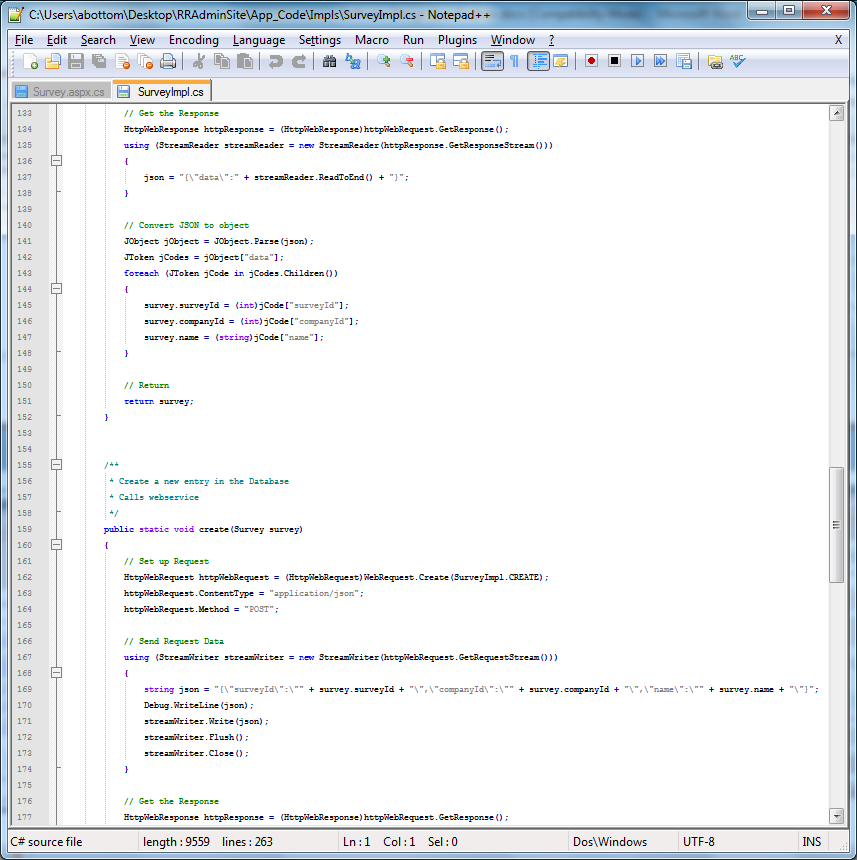 C:\Users\abottom\Desktop\RRAdminSite\App_Code\Impls\SurveyImpl.cs - Notepad++
File Edit Search View Encoding Language Settings Macro Run Plugins Window ? X
Survey.aspx.cs SurveyImpl.cs
133 // Get the Response
134 HttpWebResponse httpResponse = (HttpWebResponse)httpWebRequest.GetResponse();
135 using (StreamReader streamReader = new StreamReader(httpResponse.GetResponseStream()))
136 {
137 json = "{\"data\":" + streamReader.ReadToEnd() + "}";
138 }
139
140 // Convert JSON to object
141 JObject jObject = JObject.Parse(json);
142 JToken jCodes = jObject["data"];
143 foreach (JToken jCode in jCodes.Children())
144 {
145 survey.surveyId = (int)jCode["surveyId"];
146 survey.companyId = (int)jCode["companyId"];
147 survey.name = (string)jCode["name"];
148 }
149
150 // Return
151 return survey;
152 }
153
154
155 /**
156 * Create a new entry in the Database
157 * Calls webservice
158 */
159 public static void create(Survey survey)
160 {
161 // Set up Request
162 HttpWebRequest httpWebRequest = (HttpWebRequest)WebRequest.Create(SurveyImpl.CREATE);
163 httpWebRequest.ContentType = "application/json";
164 httpWebRequest.Method = "POST";
165
166 // Send Request Data
167 using (StreamWriter streamWriter = new StreamWriter(httpWebRequest.GetRequestStream()))
168 {
169 string json = "{\"surveyId\":\"" + survey.surveyId + "\",\"companyId\":\"" + survey.companyId + "\",\"name\":\"" + survey.name + "\"}";
170 Debug.WriteLine(json);
171 streamWriter.Write(json);
172 streamWriter.Flush();
173 streamWriter.Close();
174 }
175
176 // Get the Response
177 HttpWebResponse httpResponse = (HttpWebResponse)httpWebRequest.GetResponse();
C# source file length : 9559 lines : 263 Ln : 1 Col : 1 Sel : 0 Dos\Windows UTF-8 INS